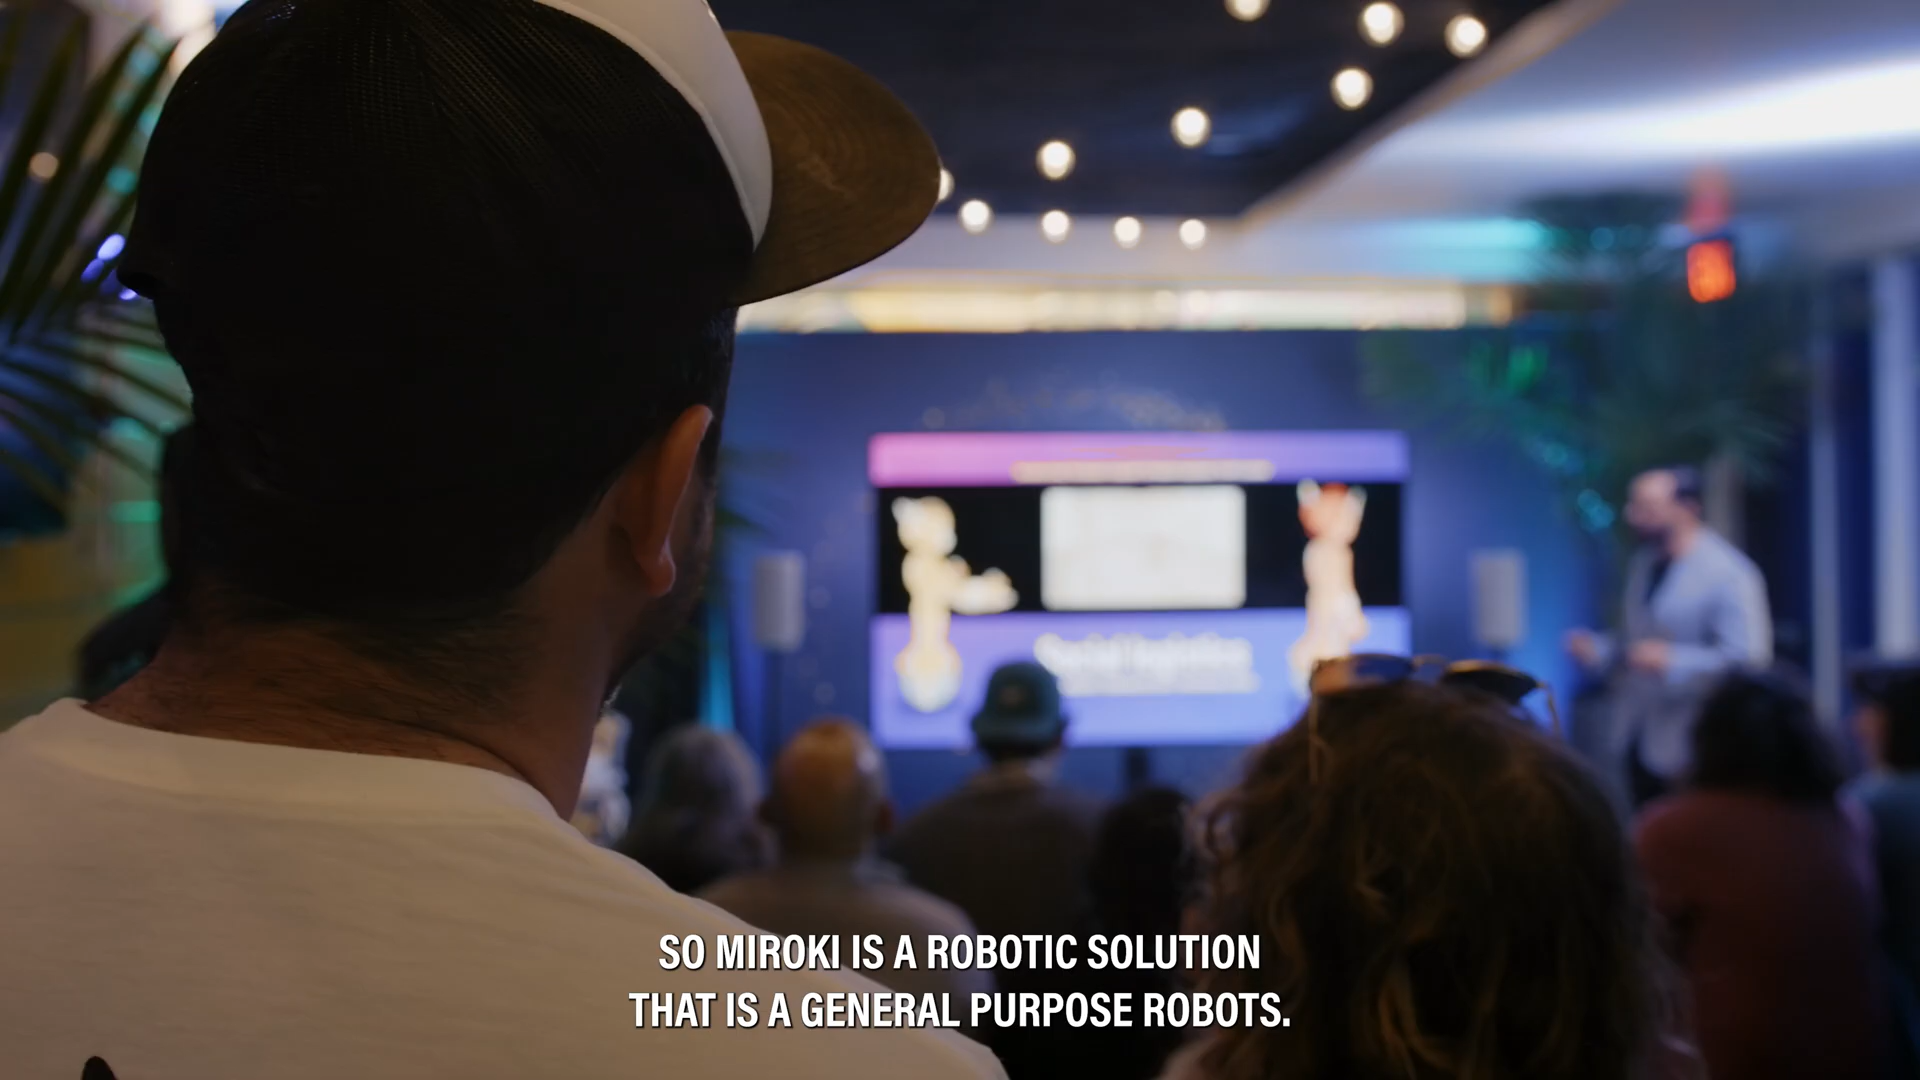 SO MIROKI IS A ROBOTIC SOLUTION
THAT IS A GENERAL PURPOSE ROBOTS.